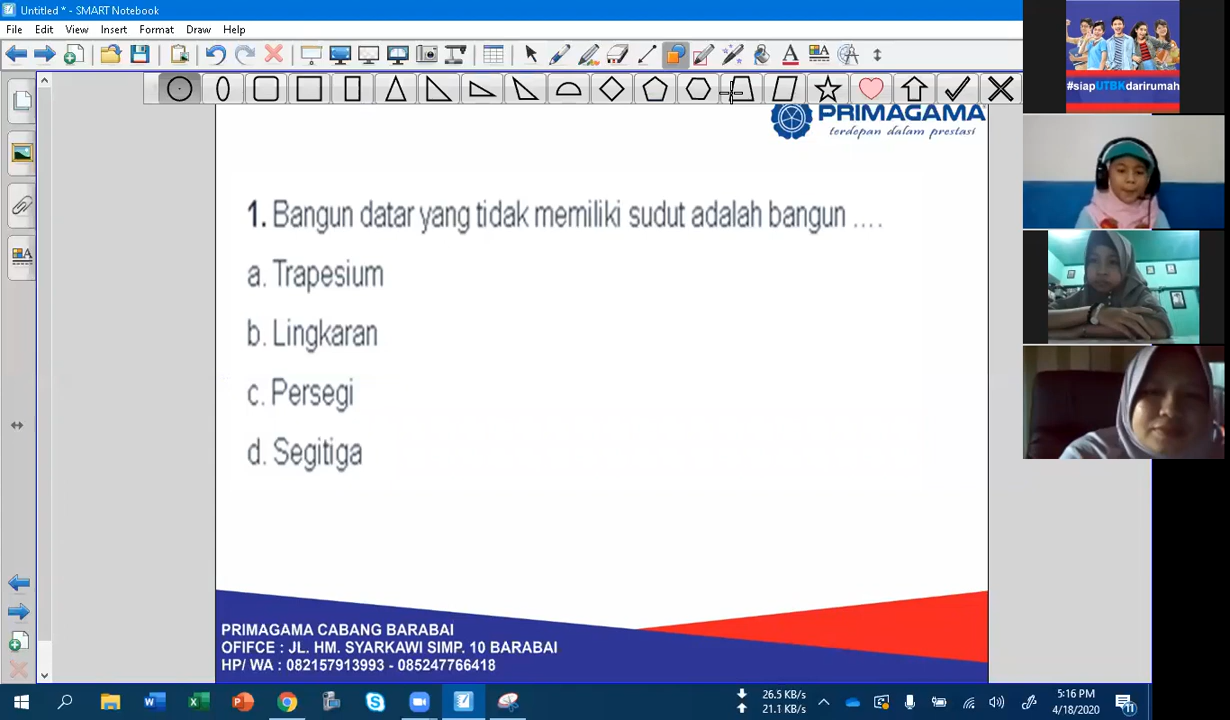 Untitled * - SMART Notebook
File Edit View Insert Format Draw Help
#siapUTBKdarirumah
PRIMAGAMA
terdepan dalam prestasi
1. Bangun datar yang tidak memiliki sudut adalah bangun ....
a. Trapesium
b. Lingkaran
c. Persegi
d. Segitiga
PRIMAGAMA CABANG BARABAI
OFIFCE : JL. HM. SYARKAWI SIMP. 10 BARABAI
HP/ WA : 082157913993 - 085247766418
26.5 KB/s
21.1 KB/s
5:16 PM
4/18/2020
11